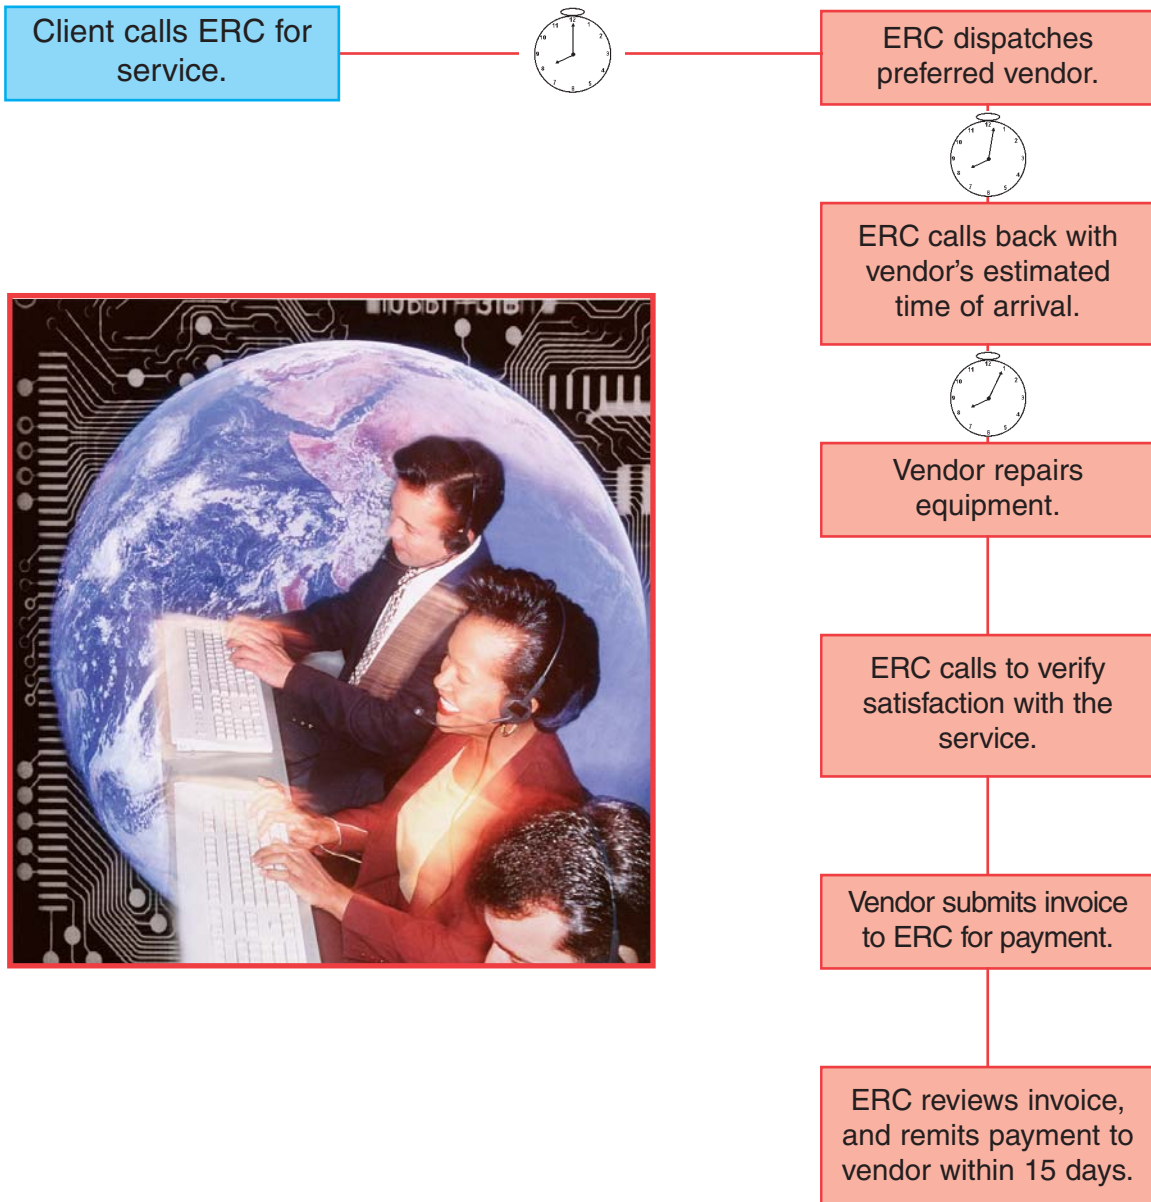 Client calls ERC for
service.
ERC dispatches
preferred vendor.
ERC calls back with
vendor’s estimated
time of arrival.
Vendor repairs
equipment.
ERC calls to verify
satisfaction with the
service.
Vendor submits invoice
to ERC for payment.
ERC reviews invoice,
and remits payment to
vendor within 15 days.